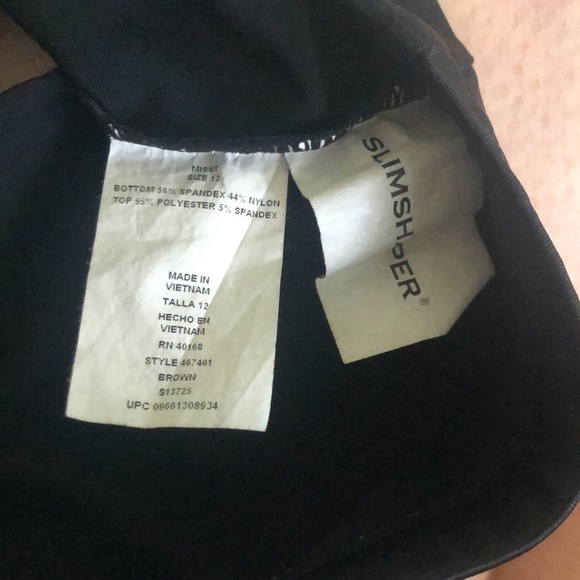 MISSY
SIZE 12
BOTTOM 56% SPANDEX 44% NYLON
TOP 95% POLYESTER 5% SPANDEX
MADE IN
VIETNAM
TALLA 12
HECHO EN
VIETNAM
RN 40168
STYLE 467401
BROWN
S13725
UPC 09661308934